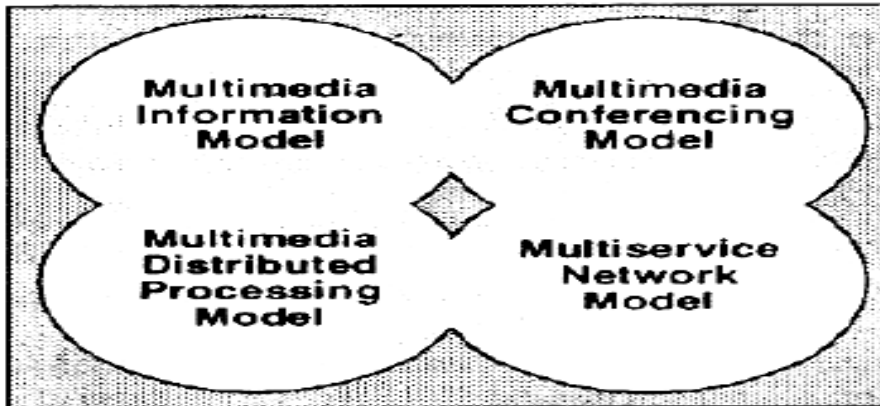 Multimedia
Information
Model
Multimedia
Conferencing
Model
Multimedia
Distributed
Processing
Model
Multiservice
Network
Model